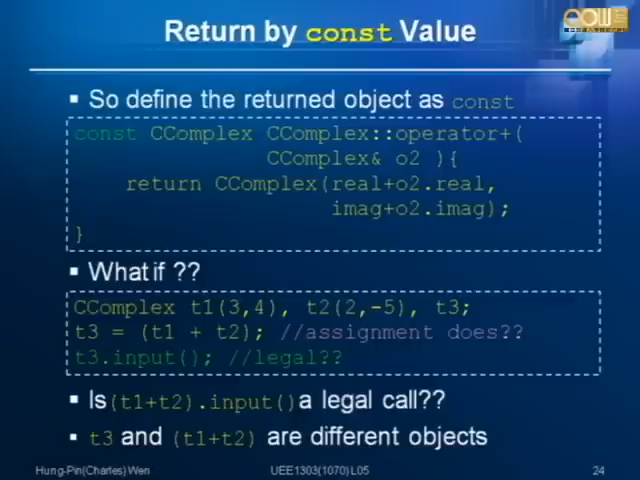 Return by const Value
▪ So define the returned object as const
const CComplex CComplex::operator+(
CComplex& o2 ){
return CComplex(real+o2.real,
imag+o2.imag);
}
▪ What if ??
CComplex t1(3,4), t2(2,-5), t3;
t3 = (t1 + t2); //assignment does??
t3.input(); //legal??
▪ Is (t1+t2).input() a legal call??
▪ t3 and (t1+t2) are different objects
Hung-Pin(Charles) Wen UEE1303(1070) L05 24